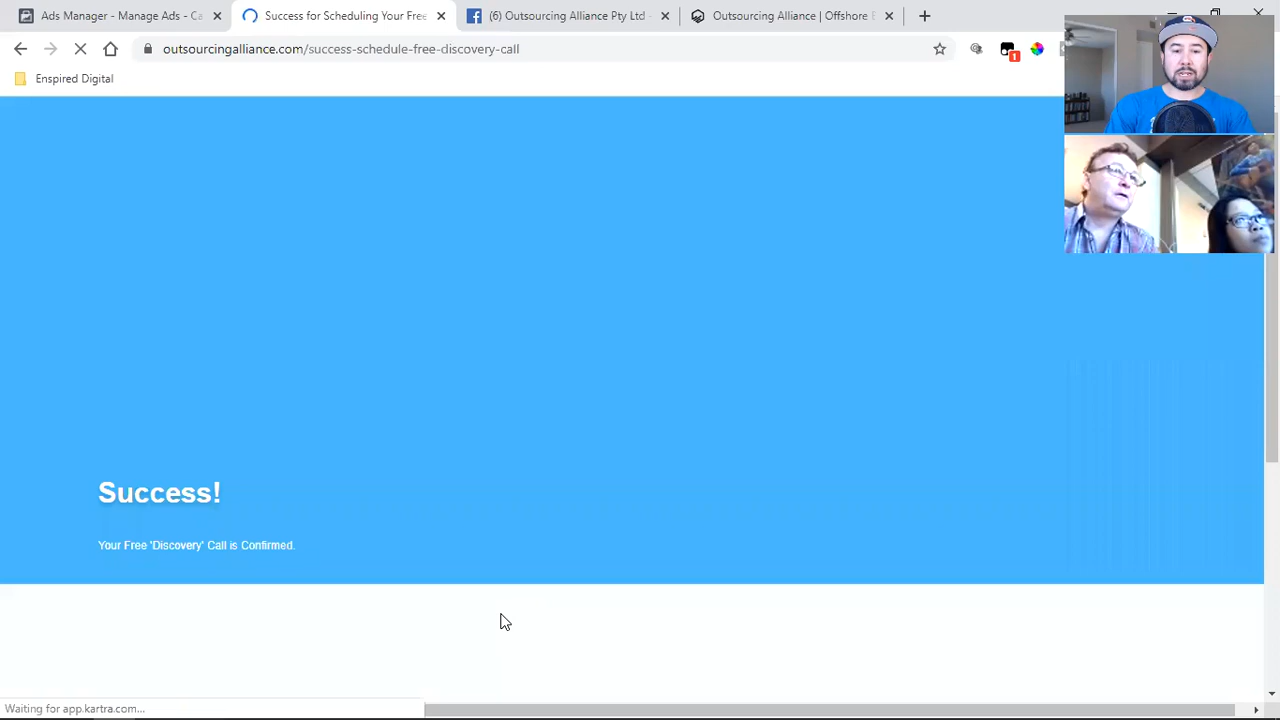 Ads Manager - Manage Ads - Ca
Success for Scheduling Your Free
(6) Outsourcing Alliance Pty Ltd -
Outsourcing Alliance | Offshore E
outsourcingalliance.com/success-schedule-free-discovery-call
1
Enspired Digital
Success!
Your Free 'Discovery' Call is Confirmed.
Waiting for app.kartra.com...